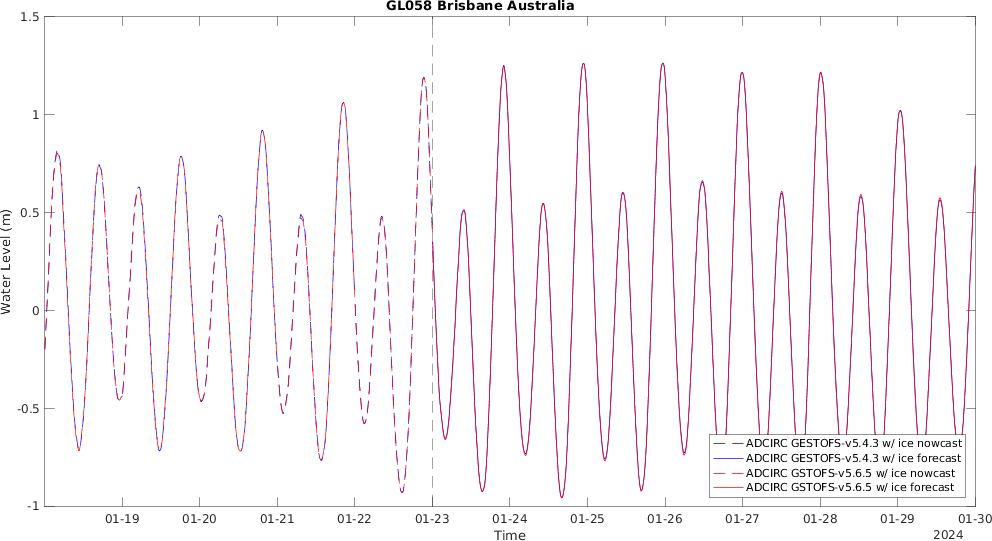 GL058 Brisbane Australia
1.5
1
0.5
0
-0.5
-1
Water Level (m)
01-19 01-20 01-21 01-22 01-23 01-24 01-25 01-26 01-27 01-28 01-29 01-30
Time
2024
ADCIRC GESTOFS-v5.4.3 w/ ice nowcast
ADCIRC GESTOFS-v5.4.3 w/ ice forecast
ADCIRC GSTOFS-v5.6.5 w/ ice nowcast
ADCIRC GSTOFS-v5.6.5 w/ ice forecast